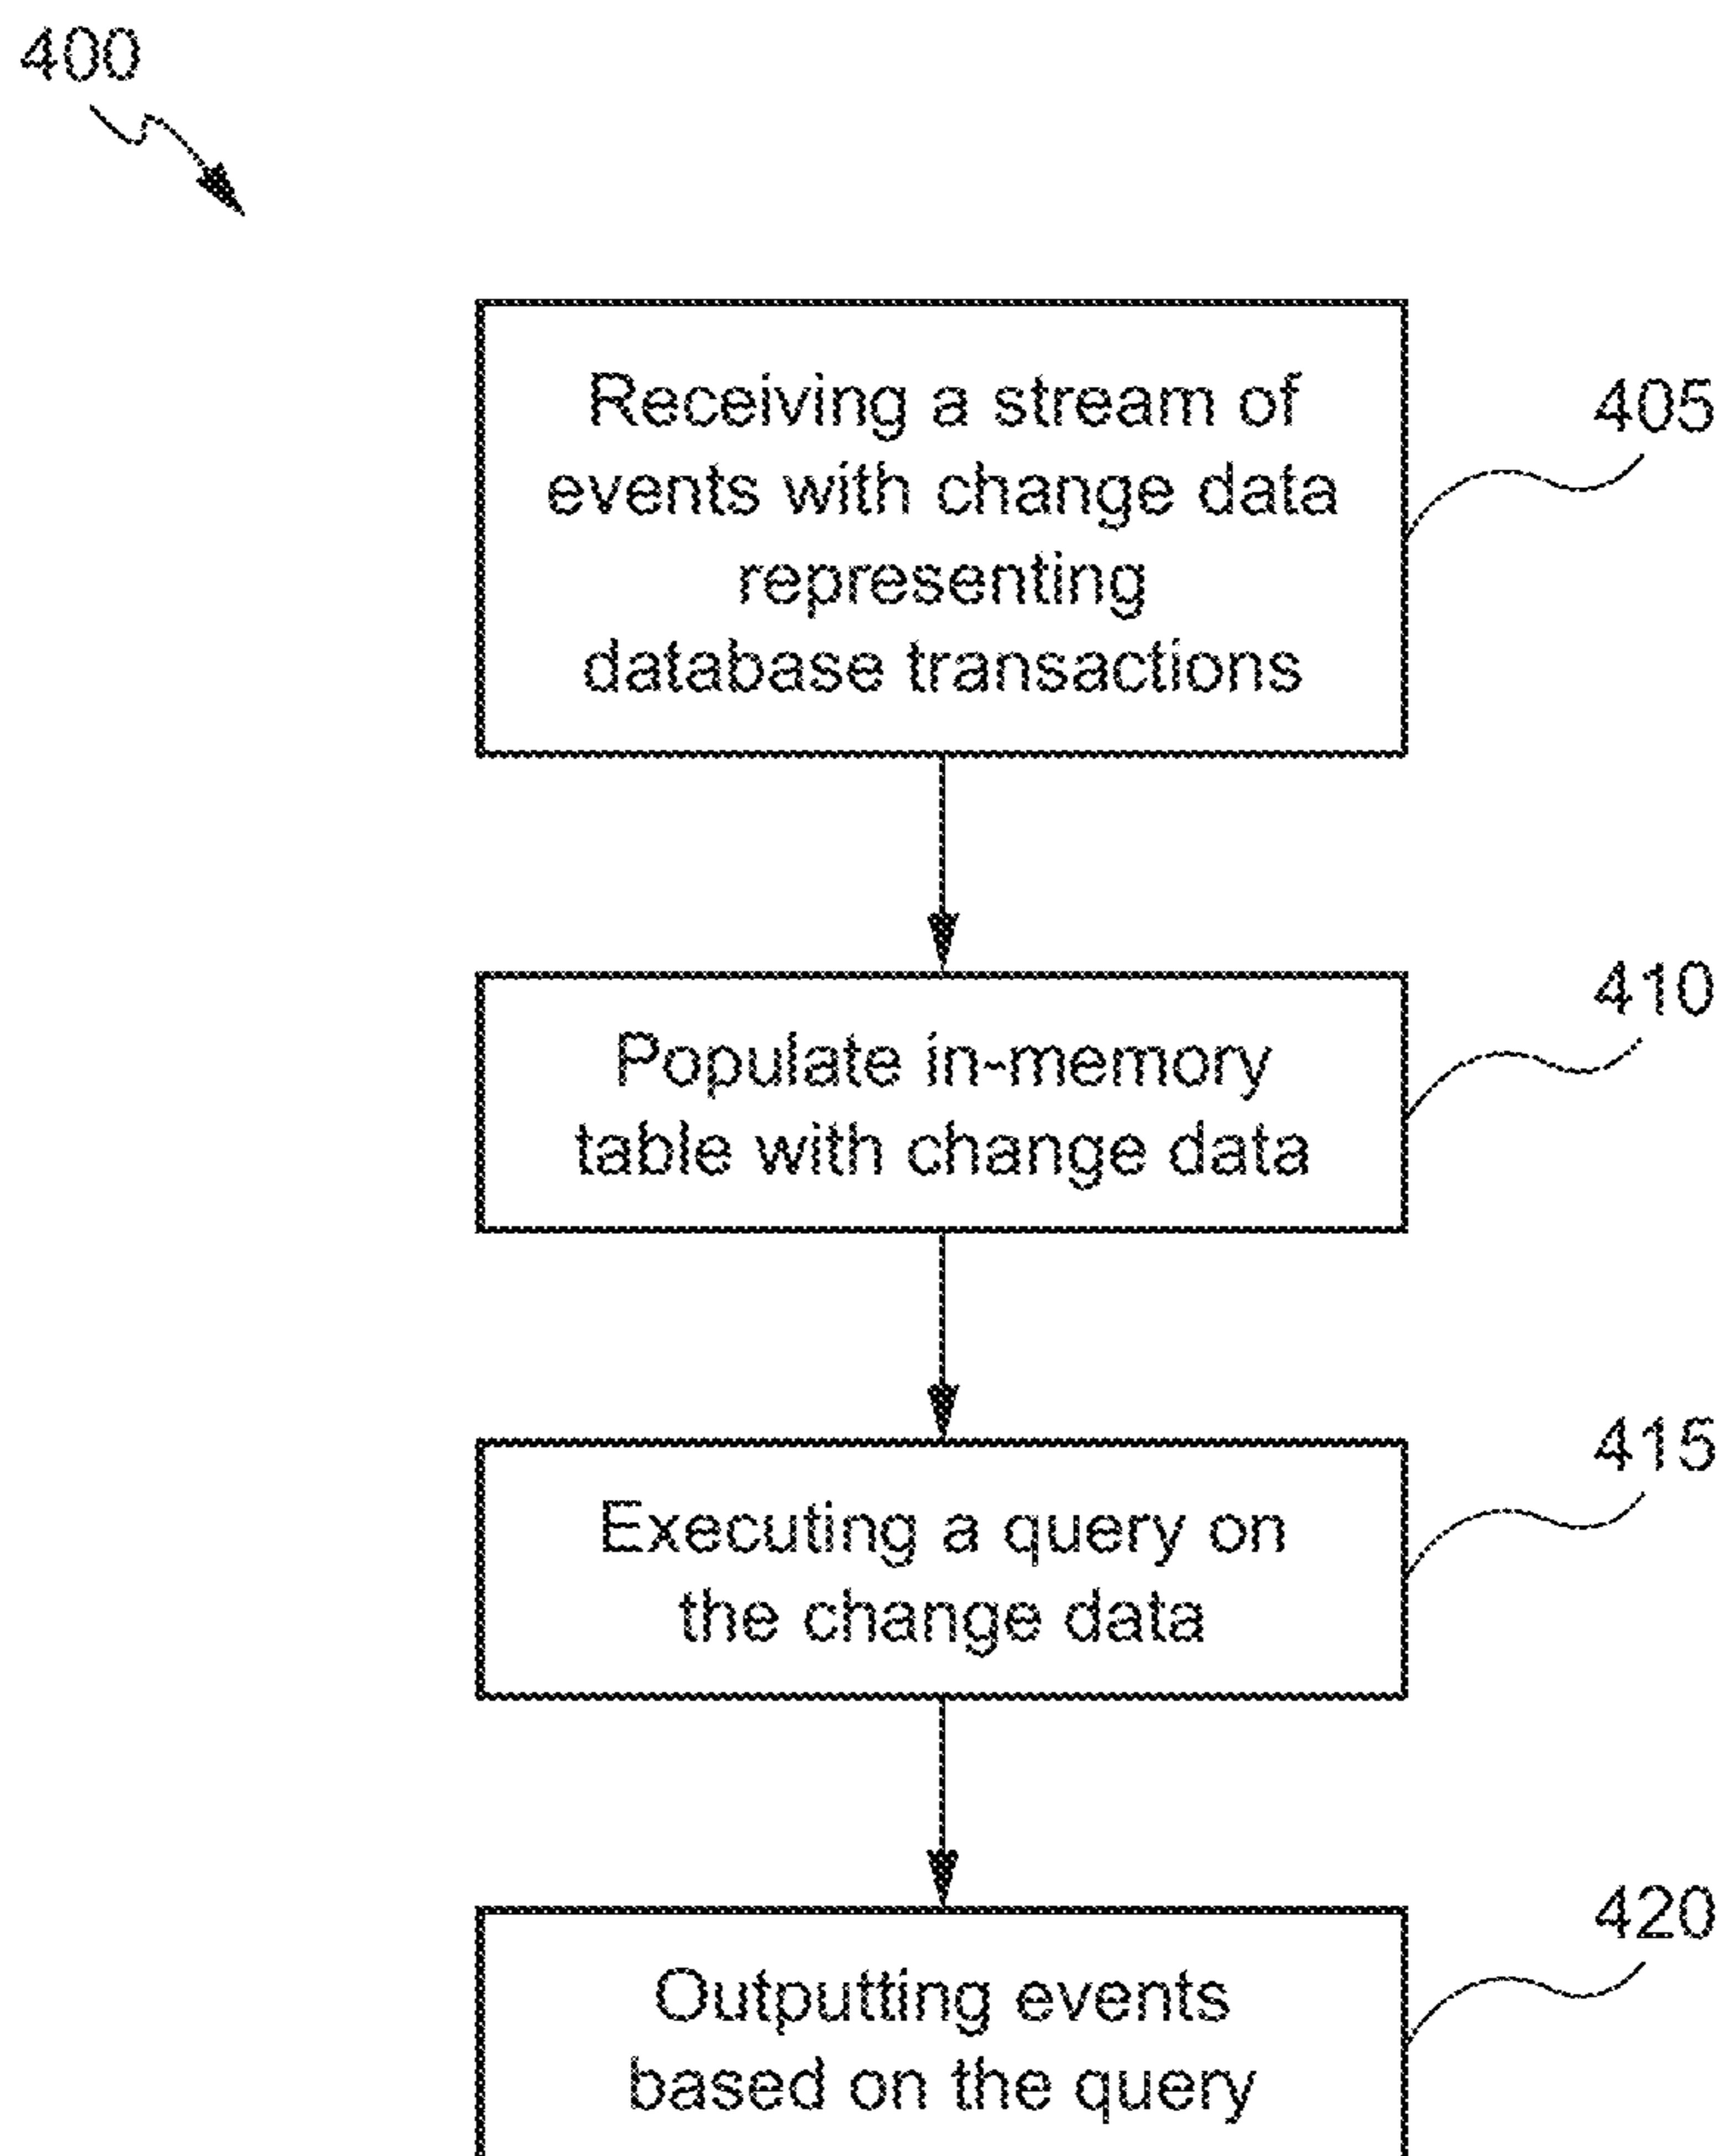 400
Receiving a stream of
events with change data
representing
database transactions
405
Populate in-memory
table with change data
410
Executing a query on
the change data
415
Outputting events
based on the query
420